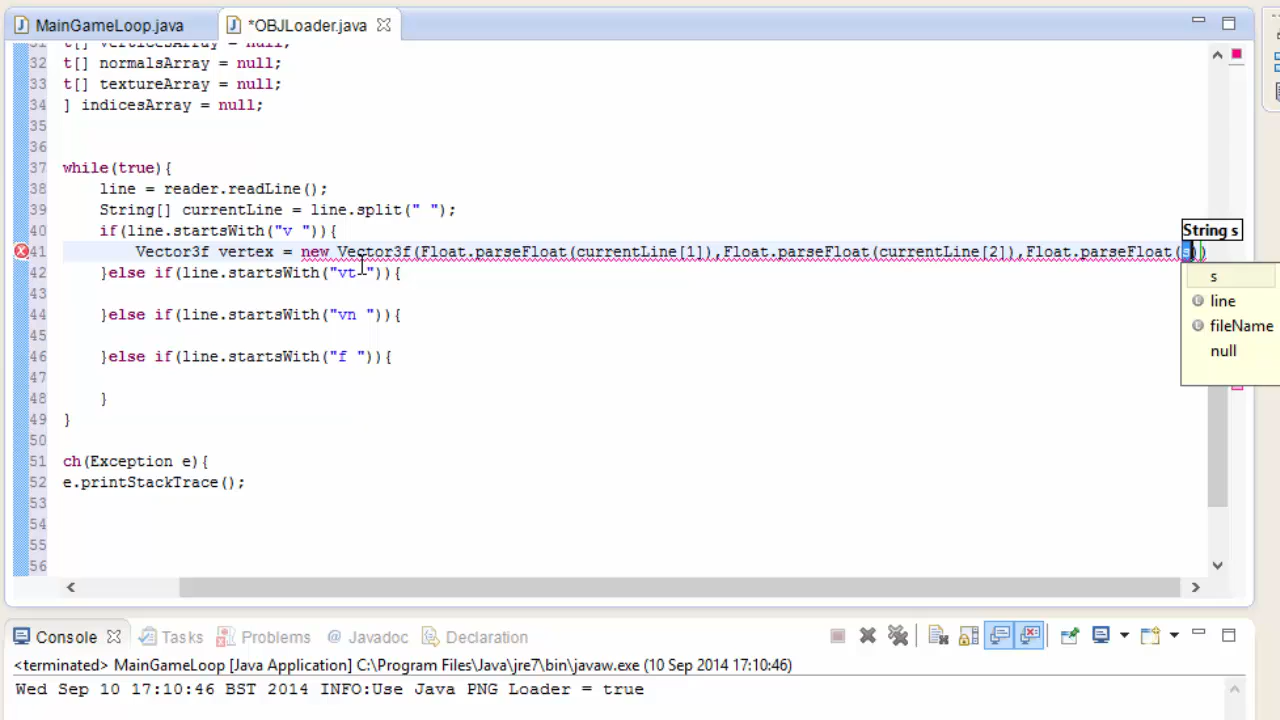 MainGameLoop.java *OBJLoader.java
31 t[] verticesArray = null;
32 t[] normalsArray = null;
33 t[] textureArray = null;
34 ] indicesArray = null;
35
36
37 while(true){
38 line = reader.readLine();
39 String[] currentLine = line.split(" ");
40 if(line.startsWith("v ")){
String s
41 Vector3f vertex = new Vector3f(Float.parseFloat(currentLine[1]),Float.parseFloat(currentLine[2]),Float.parseFloat(s))
42 }else if(line.startsWith("vt ")){
s
43
line
44 }else if(line.startsWith("vn ")){
fileName
45
null
46 }else if(line.startsWith("f ")){
47
48 }
49 }
50
51 ch(Exception e){
52 e.printStackTrace();
53
54
55
56
Console Tasks Problems @ Javadoc Declaration
<terminated> MainGameLoop [Java Application] C:\Program Files\Java\jre7\bin\javaw.exe (10 Sep 2014 17:10:46)
Wed Sep 10 17:10:46 BST 2014 INFO:Use Java PNG Loader = true